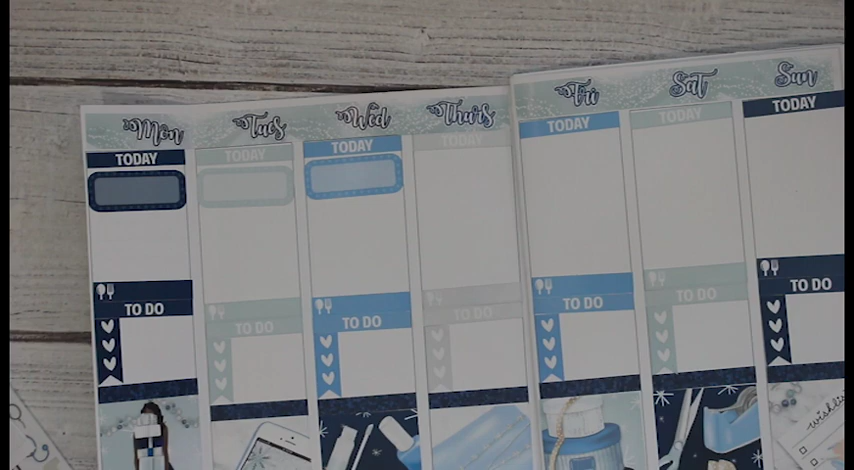 Mon Tues Wed Thurs Fri Sat Sun
TODAY TODAY TODAY TODAY TODAY TODAY TODAY
TO DO TO DO TO DO TO DO TO DO TO DO TO DO
wishlist